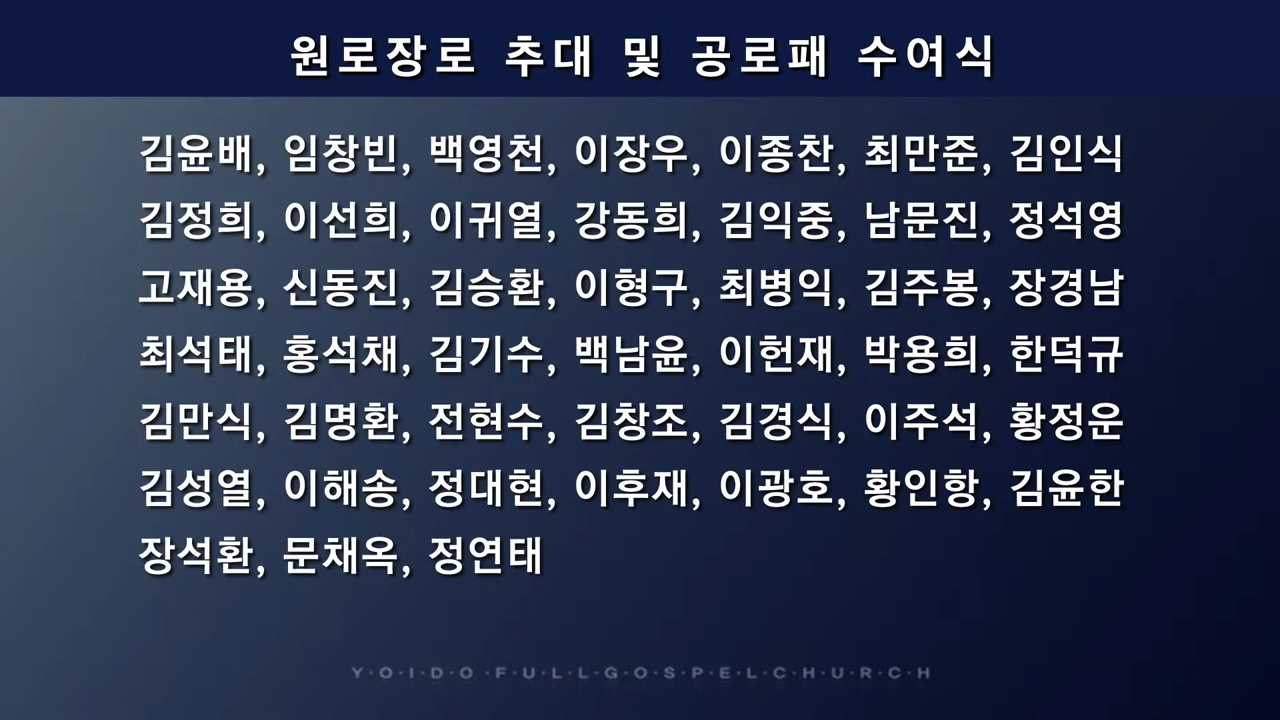 원로장로 추대 및 공로패 수여식
김윤배, 임창빈, 백영천, 이장우, 이종찬, 최만준, 김인식
김정희, 이선희, 이귀열, 강동희, 김익중, 남문진, 정석영
고재용, 신동진, 김승환, 이형구, 최병익, 김주봉, 장경남
최석태, 홍석채, 김기수, 백남윤, 이헌재, 박용희, 한덕규
김만식, 김명환, 전현수, 김창조, 김경식, 이주석, 황정운
김성열, 이해송, 정대현, 이후재, 이광호, 황인항, 김윤한
장석환, 문채옥, 정연태
Y·O·I·D·O·F·U·L·L·G·O·S·P·E·L·C·H·U·R·C·H